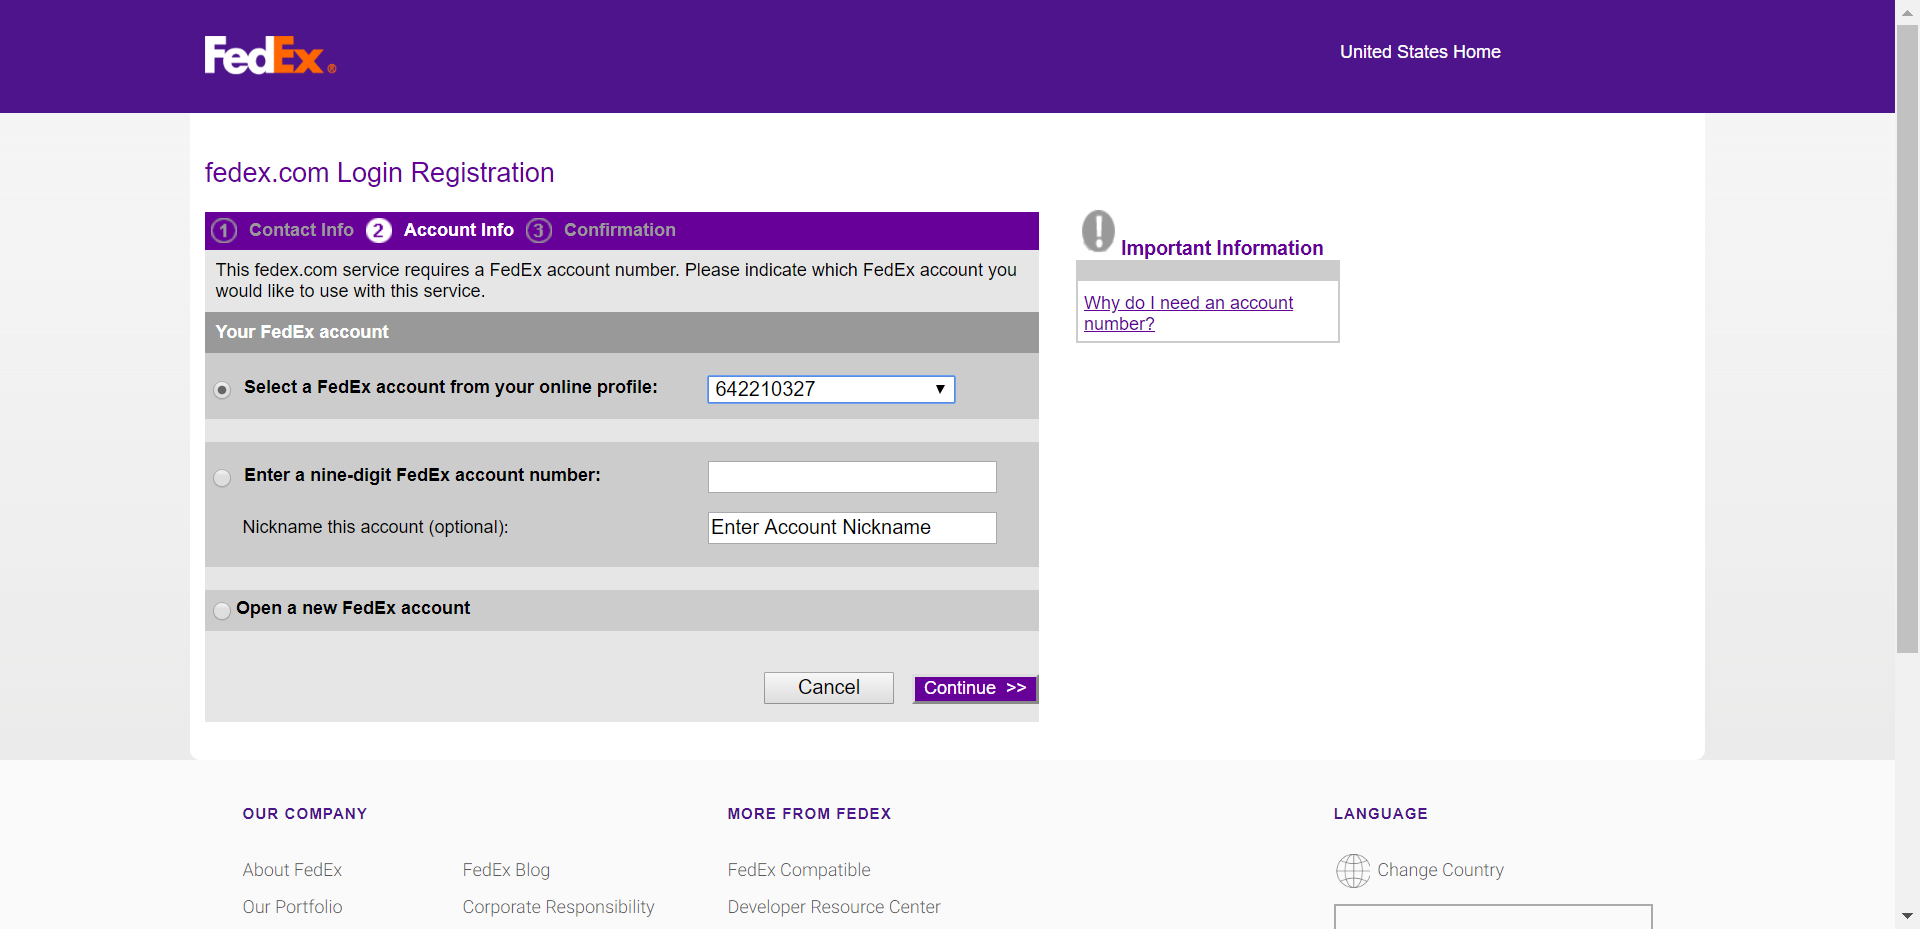 FedEx®
United States Home
fedex.com Login Registration
1 Contact Info 2 Account Info 3 Confirmation
This fedex.com service requires a FedEx account number. Please indicate which FedEx account you
would like to use with this service.
Your FedEx account
Select a FedEx account from your online profile: 642210327
Enter a nine-digit FedEx account number:
Nickname this account (optional): Enter Account Nickname
Open a new FedEx account
Cancel Continue >>
! Important Information
Why do I need an account
number?
OUR COMPANY
About FedEx
Our Portfolio
FedEx Blog
Corporate Responsibility
MORE FROM FEDEX
FedEx Compatible
Developer Resource Center
LANGUAGE
Change Country